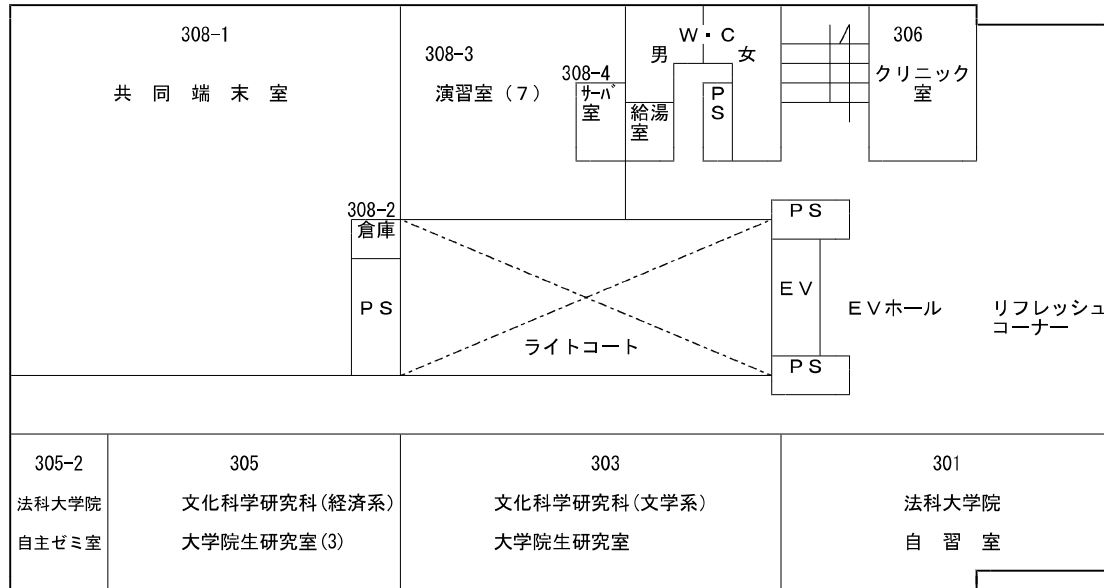 308-1
共 同 端 末 室
308-3
演習室（７）
308-4
サーバ
室
給湯
室
Ｗ・Ｃ
男 女
Ｐ
Ｓ
306
クリニック
室
308-2
倉庫
ＰＳ
ライトコート
ＰＳ
ＥＶ
ＰＳ
ＥＶホール
リフレッシュ
コーナー
305-2
法科大学院
自主ゼミ室
305
文化科学研究科(経済系)
大学院生研究室(3)
303
文化科学研究科(文学系)
大学院生研究室
301
法科大学院
自 習 室